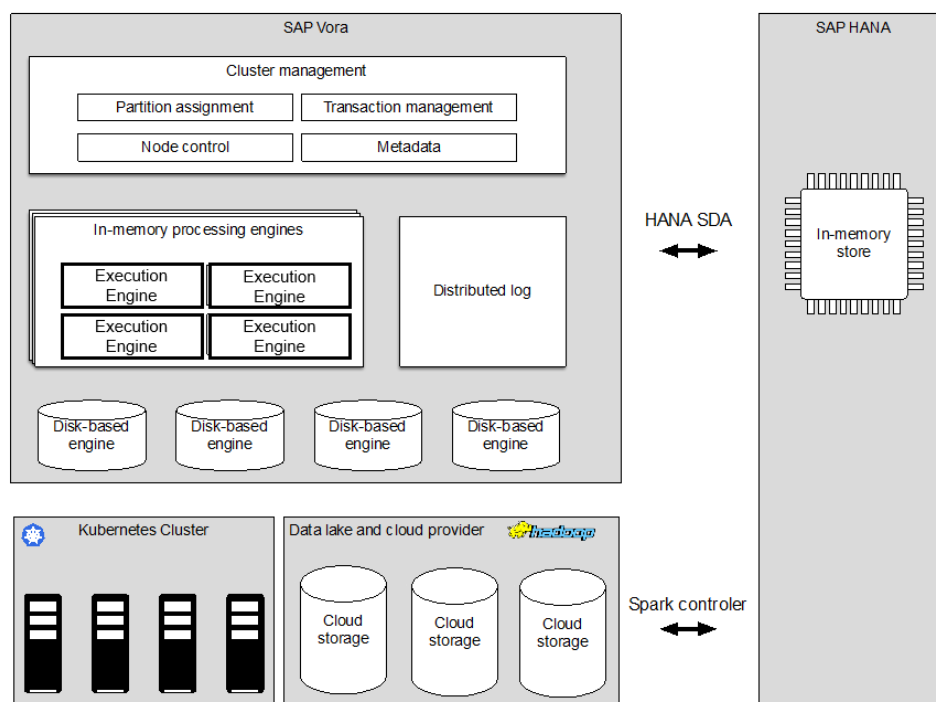 SAP Vora
Cluster management
Partition assignment
Transaction management
Node control
Metadata
In-memory processing engines
Execution
Engine
Execution
Engine
Execution
Engine
Execution
Engine
Distributed log
Disk-based
engine
Disk-based
engine
Disk-based
engine
Disk-based
engine
HANA SDA
SAP HANA
In-memory
store
Kubernetes Cluster
Data lake and cloud provider
hadoop
Cloud
storage
Cloud
storage
Cloud
storage
Spark controler